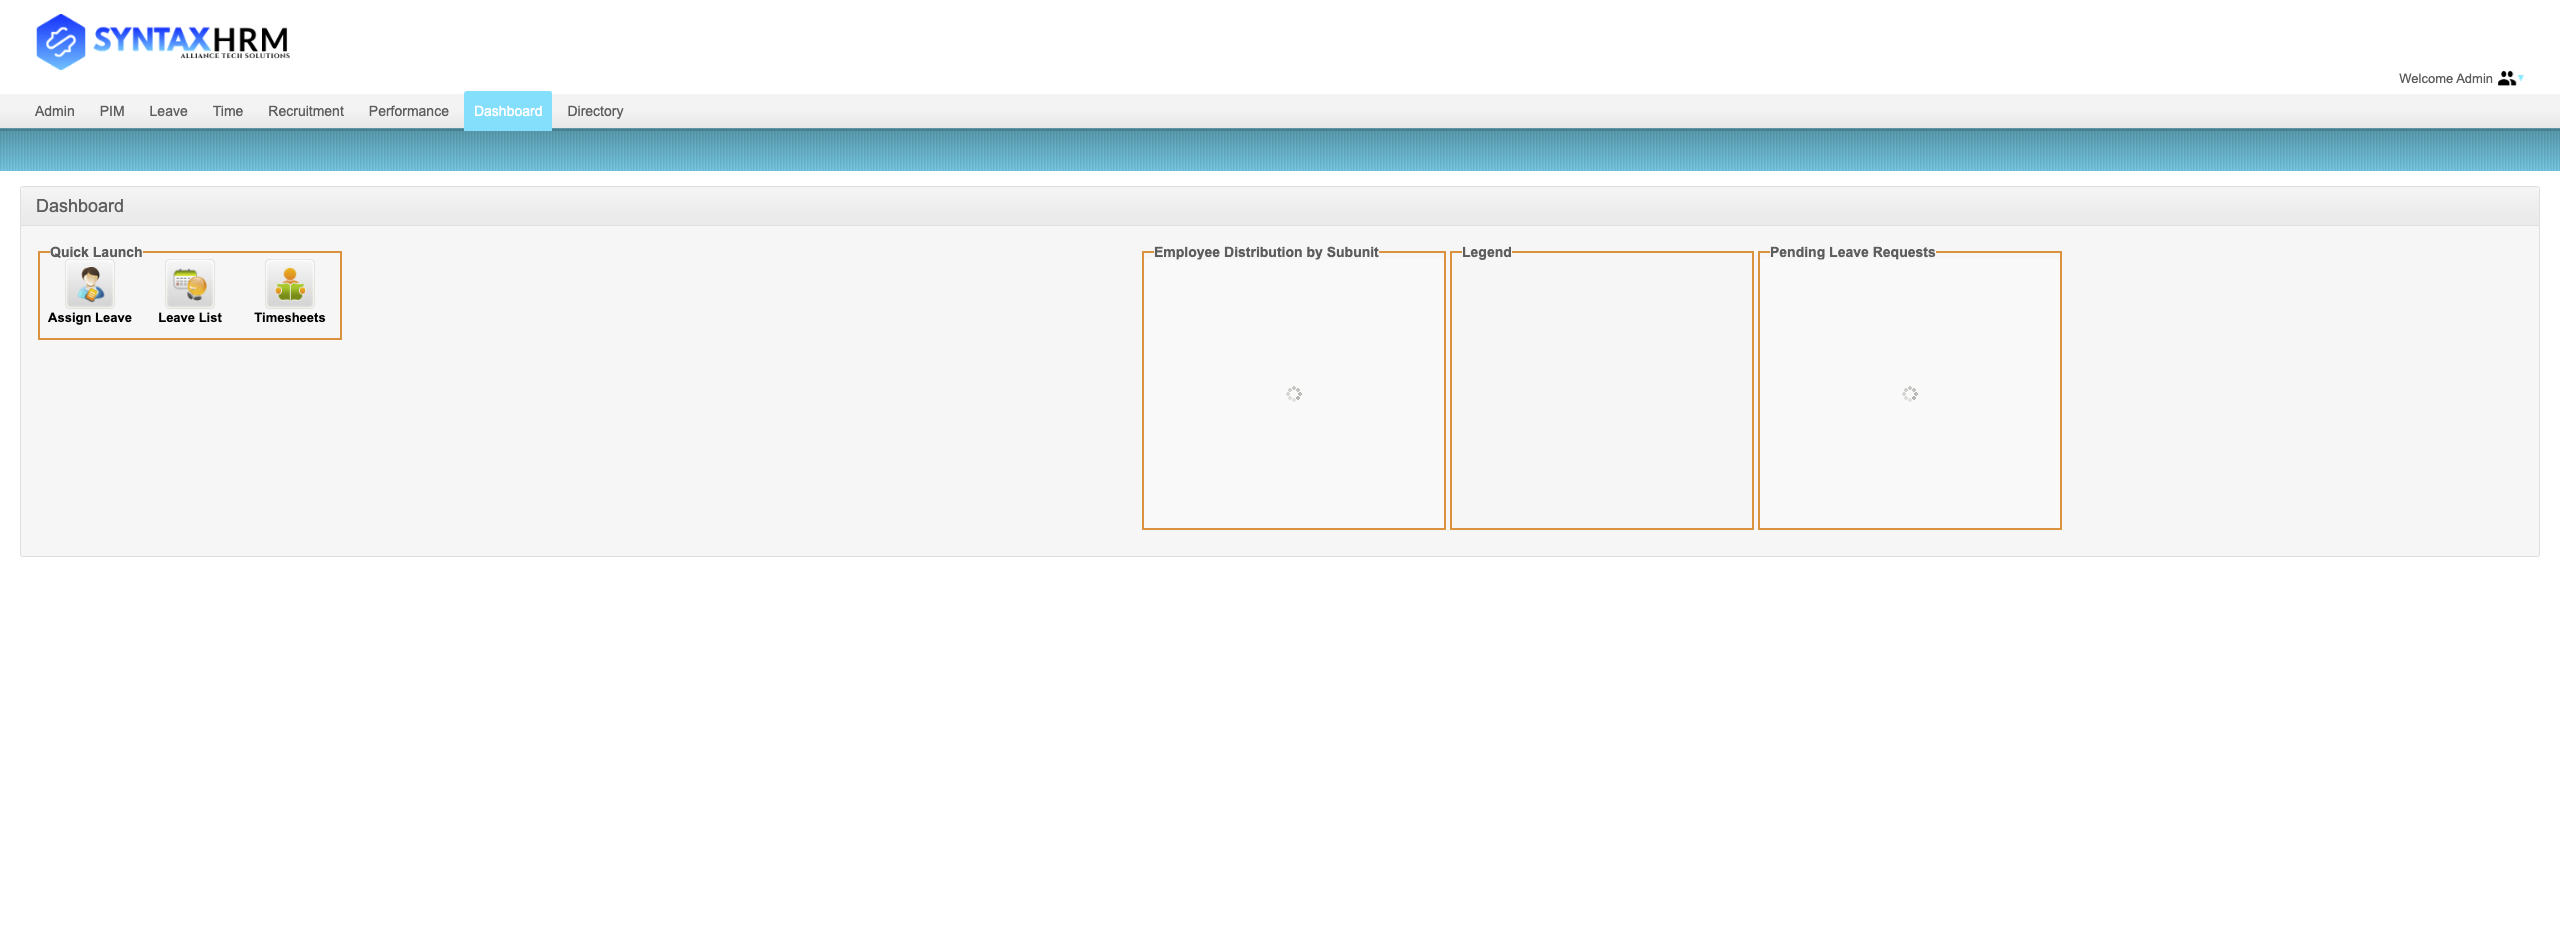 SYNTAXHRM
ALLIANCE TECH SOLUTIONS
Welcome Admin
Admin PIM Leave Time Recruitment Performance Dashboard Directory
Dashboard
Quick Launch
Assign Leave Leave List Timesheets
Employee Distribution by Subunit
Legend
Pending Leave Requests